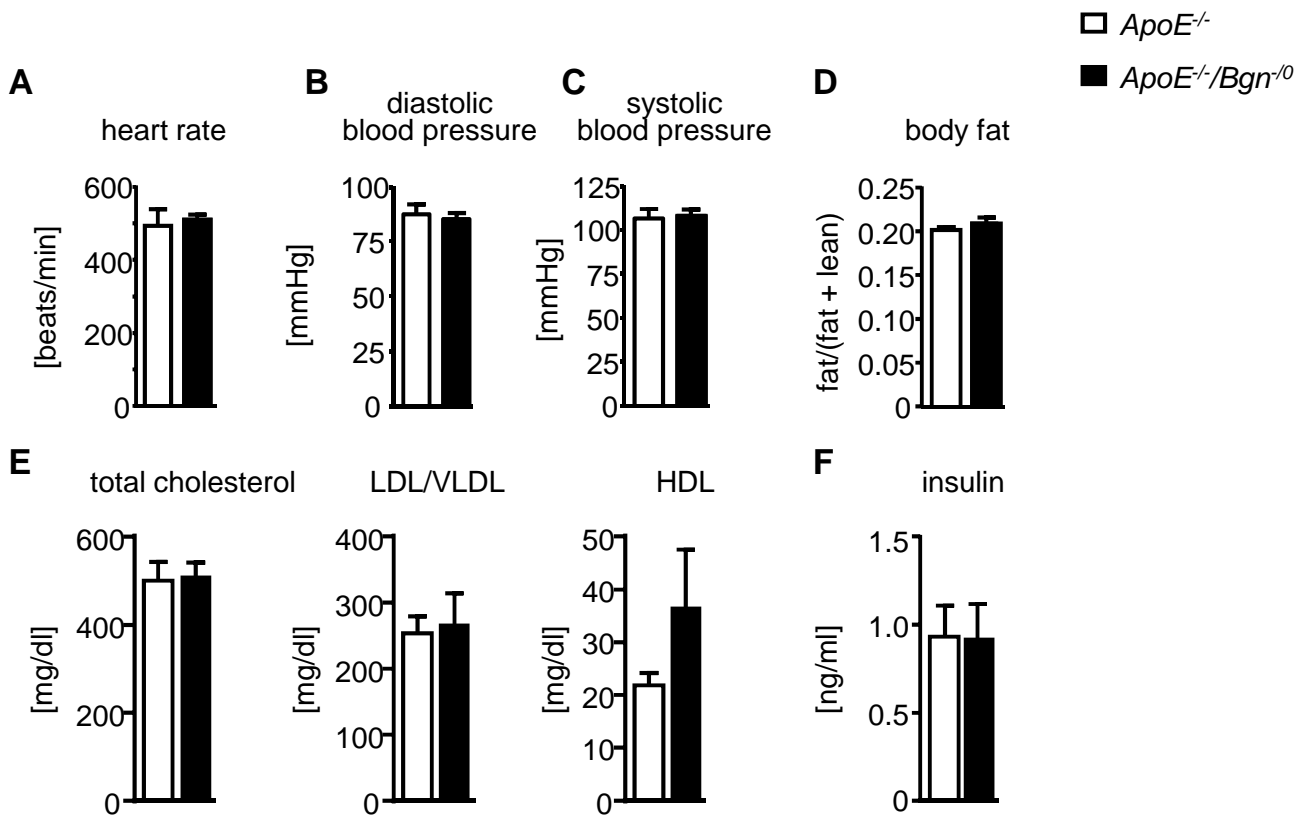 ApoE-/-
ApoE-/-/Bgn-/0
A
heart rate
[beats/min]
600
400
200
0
B
diastolic
blood pressure
[mmHg]
100
75
50
25
0
C
systolic
blood pressure
[mmHg]
125
100
75
50
25
0
D
body fat
fat/(fat + lean)
0.25
0.20
0.15
0.10
0.05
0
E
total cholesterol
[mg/dl]
600
400
200
0
LDL/VLDL
[mg/dl]
400
300
200
100
0
HDL
[mg/dl]
50
40
30
20
10
0
F
insulin
[ng/ml]
1.5
1.0
0.5
0